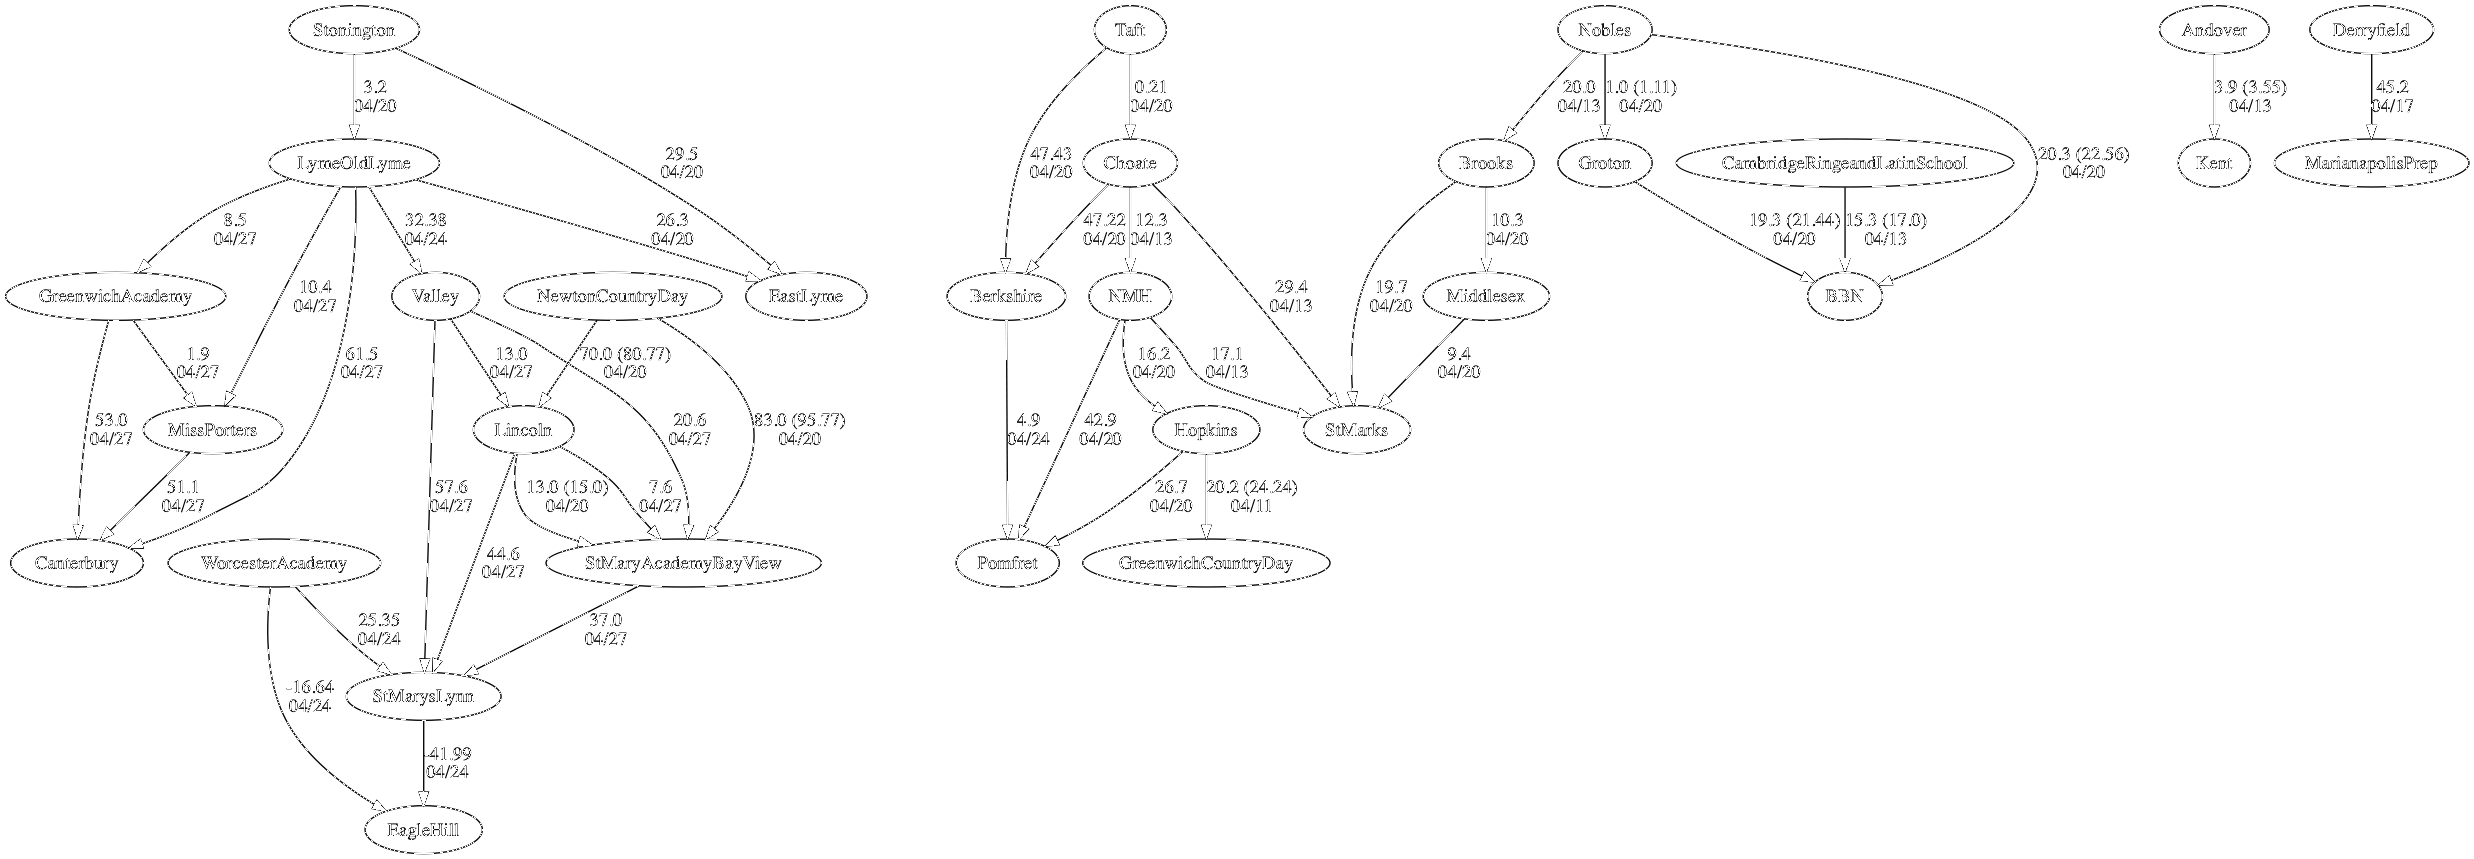 Stonington
Taft
Nobles
Andover
Derryfield
3.2
04/20
0.21
04/20
20.0
04/13
1.0 (1.11)
04/20
3.9 (3.55)
04/13
45.2
04/17
LymeOldLyme
29.5
04/20
47.43
04/20
Choate
Brooks
Groton
CambridgeRingeandLatinSchool
20.3 (22.56)
04/20
Kent
MarianapolisPrep
8.5
04/27
32.38
04/24
26.3
04/20
47.22
04/20
12.3
04/13
10.3
04/20
19.3 (21.44)
04/20
15.3 (17.0)
04/13
GreenwichAcademy
10.4
04/27
Valley
NewtonCountryDay
EastLyme
Berkshire
NMH
29.4
04/13
19.7
04/20
Middlesex
BBN
1.9
04/27
61.5
04/27
13.0
04/27
70.0 (80.77)
04/20
16.2
04/20
17.1
04/13
9.4
04/20
53.0
04/27
MissPorters
Lincoln
20.6
04/27
83.0 (95.77)
04/20
4.9
04/24
42.9
04/20
Hopkins
StMarks
51.1
04/27
57.6
04/27
13.0 (15.0)
04/20
7.6
04/27
26.7
04/20
20.2 (24.24)
04/11
Canterbury
WorcesterAcademy
44.6
04/27
StMaryAcademyBayView
Pomfret
GreenwichCountryDay
25.35
04/24
37.0
04/27
-16.64
04/24
StMarysLynn
-41.99
04/24
EagleHill